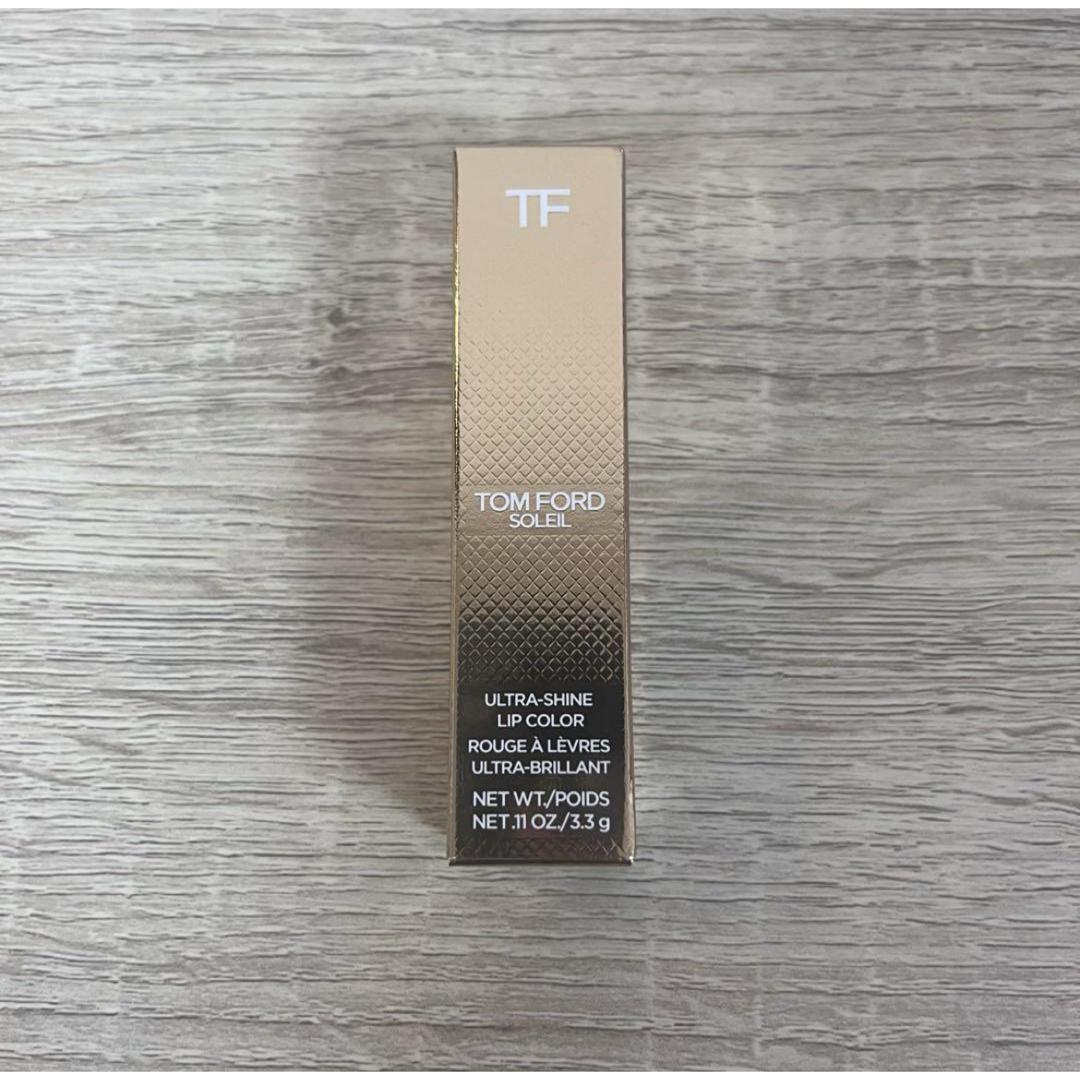 TF
TOM FORD
SOLEIL
ULTRA-SHINE
LIP COLOR
ROUGE À LÈVRES
ULTRA-BRILLANT
NET WT./POIDS
NET.11 OZ./3.3 g